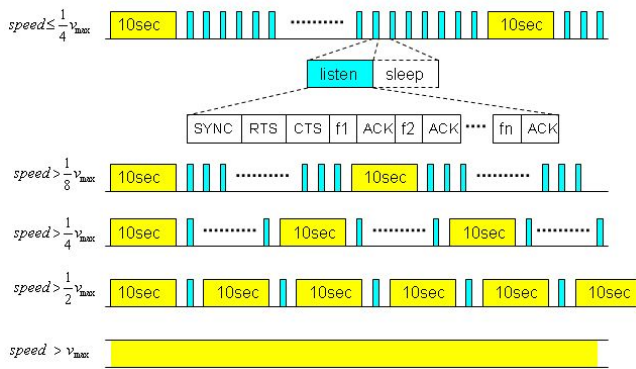 speed ≤ 1/4 vmax 10sec ............ 10sec
listen sleep
SYNC RTS CTS f1 ACK f2 ACK .... fn ACK
speed > 1/8 vmax 10sec .......... 10sec ..........
speed > 1/4 vmax 10sec .......... 10sec .......... 10sec ..........
speed > 1/2 vmax 10sec 10sec 10sec 10sec 10sec 10sec
speed > vmax